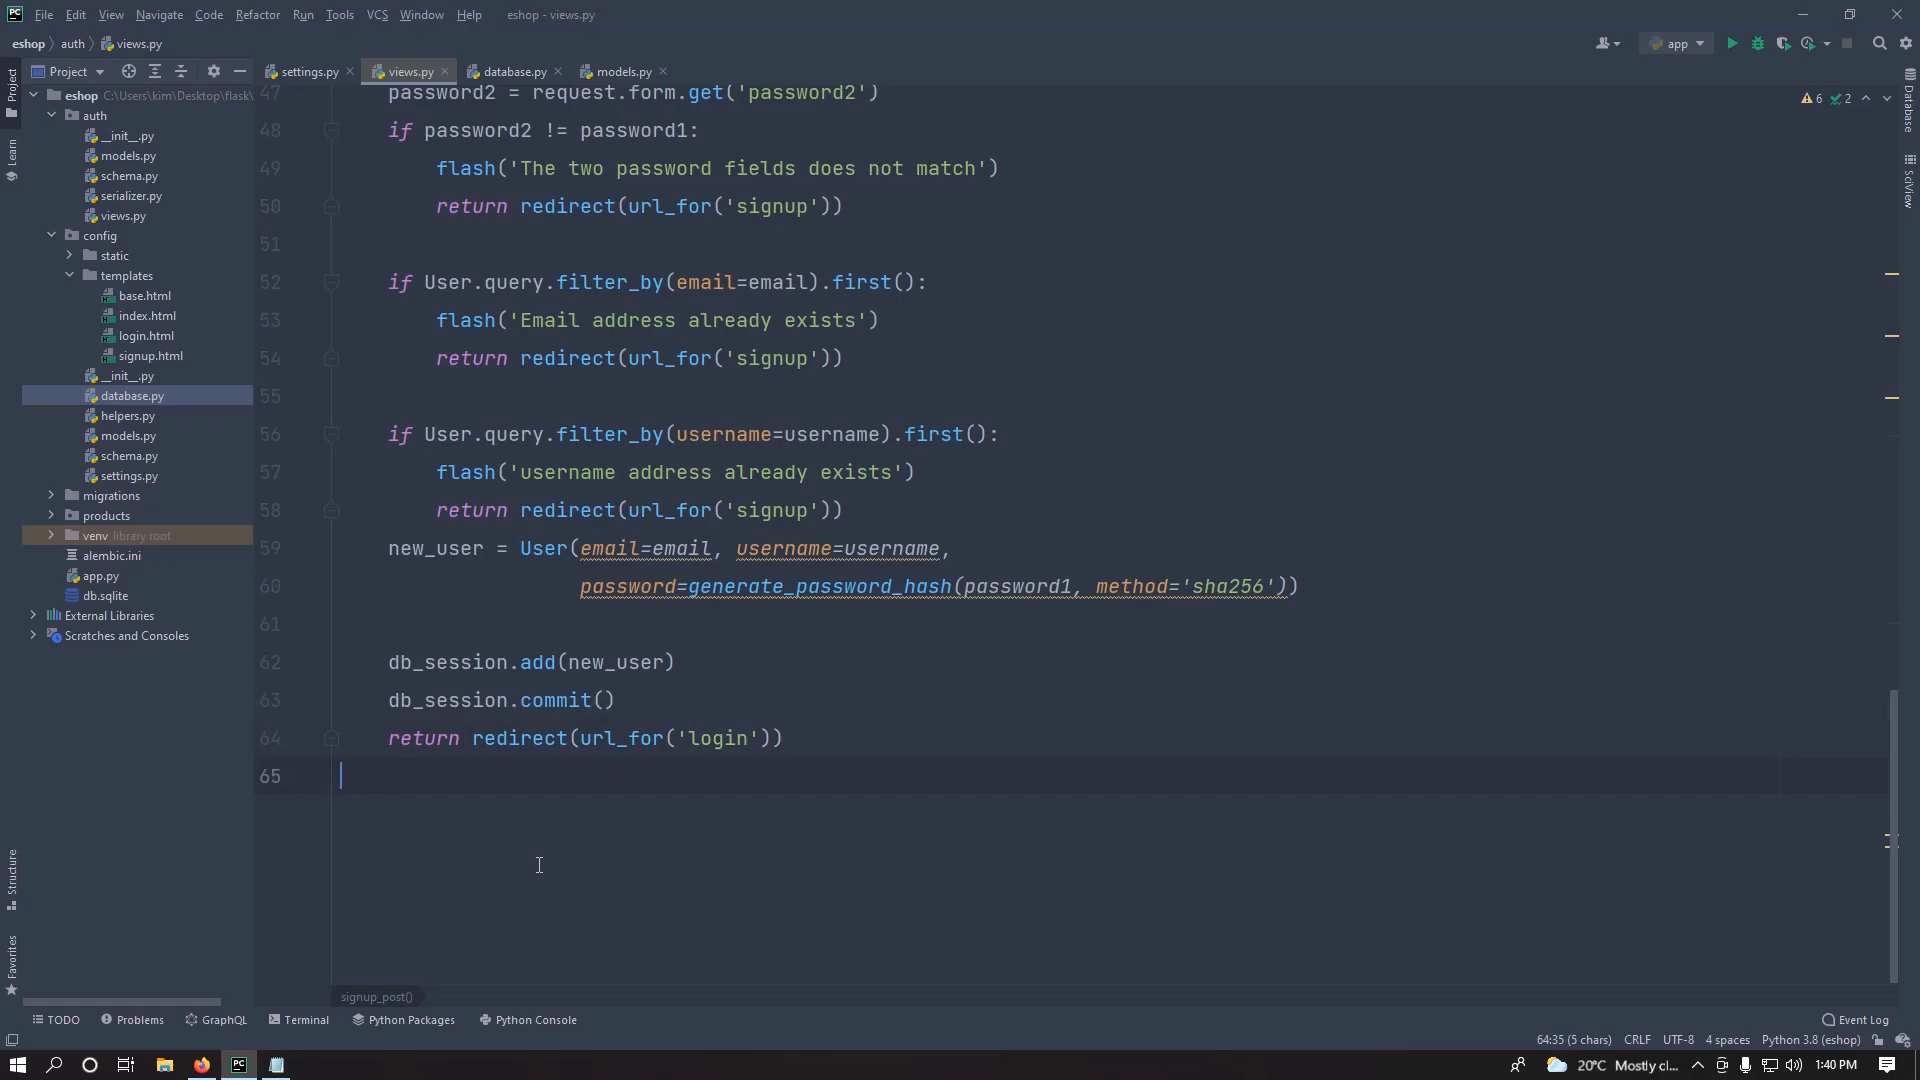 PC File Edit View Navigate Code Refactor Run Tools VCS Window Help eshop - views.py
eshop auth views.py app
Project settings.py views.py database.py models.py
eshop C:\Users\kim\Desktop\flask\
auth
__init__.py
models.py
schema.py
serializer.py
views.py
config
static
templates
base.html
index.html
login.html
signup.html
__init__.py
database.py
helpers.py
models.py
schema.py
settings.py
migrations
products
venv library root
alembic.ini
app.py
db.sqlite
External Libraries
Scratches and Consoles
Project
Learn
Structure
Favorites
6 2
47 password2 = request.form.get('password2')
48 if password2 != password1:
49 flash('The two password fields does not match')
50 return redirect(url_for('signup'))
51
52 if User.query.filter_by(email=email).first():
53 flash('Email address already exists')
54 return redirect(url_for('signup'))
55
56 if User.query.filter_by(username=username).first():
57 flash('username address already exists')
58 return redirect(url_for('signup'))
59 new_user = User(email=email, username=username,
60 password=generate_password_hash(password1, method='sha256'))
61
62 db_session.add(new_user)
63 db_session.commit()
64 return redirect(url_for('login'))
65
Database
SciView
signup_post()
TODO Problems GraphQL Terminal Python Packages Python Console Event Log
64:35 (5 chars) CRLF UTF-8 4 spaces Python 3.8 (eshop)
PC 20°C Mostly cl... 1:40 PM